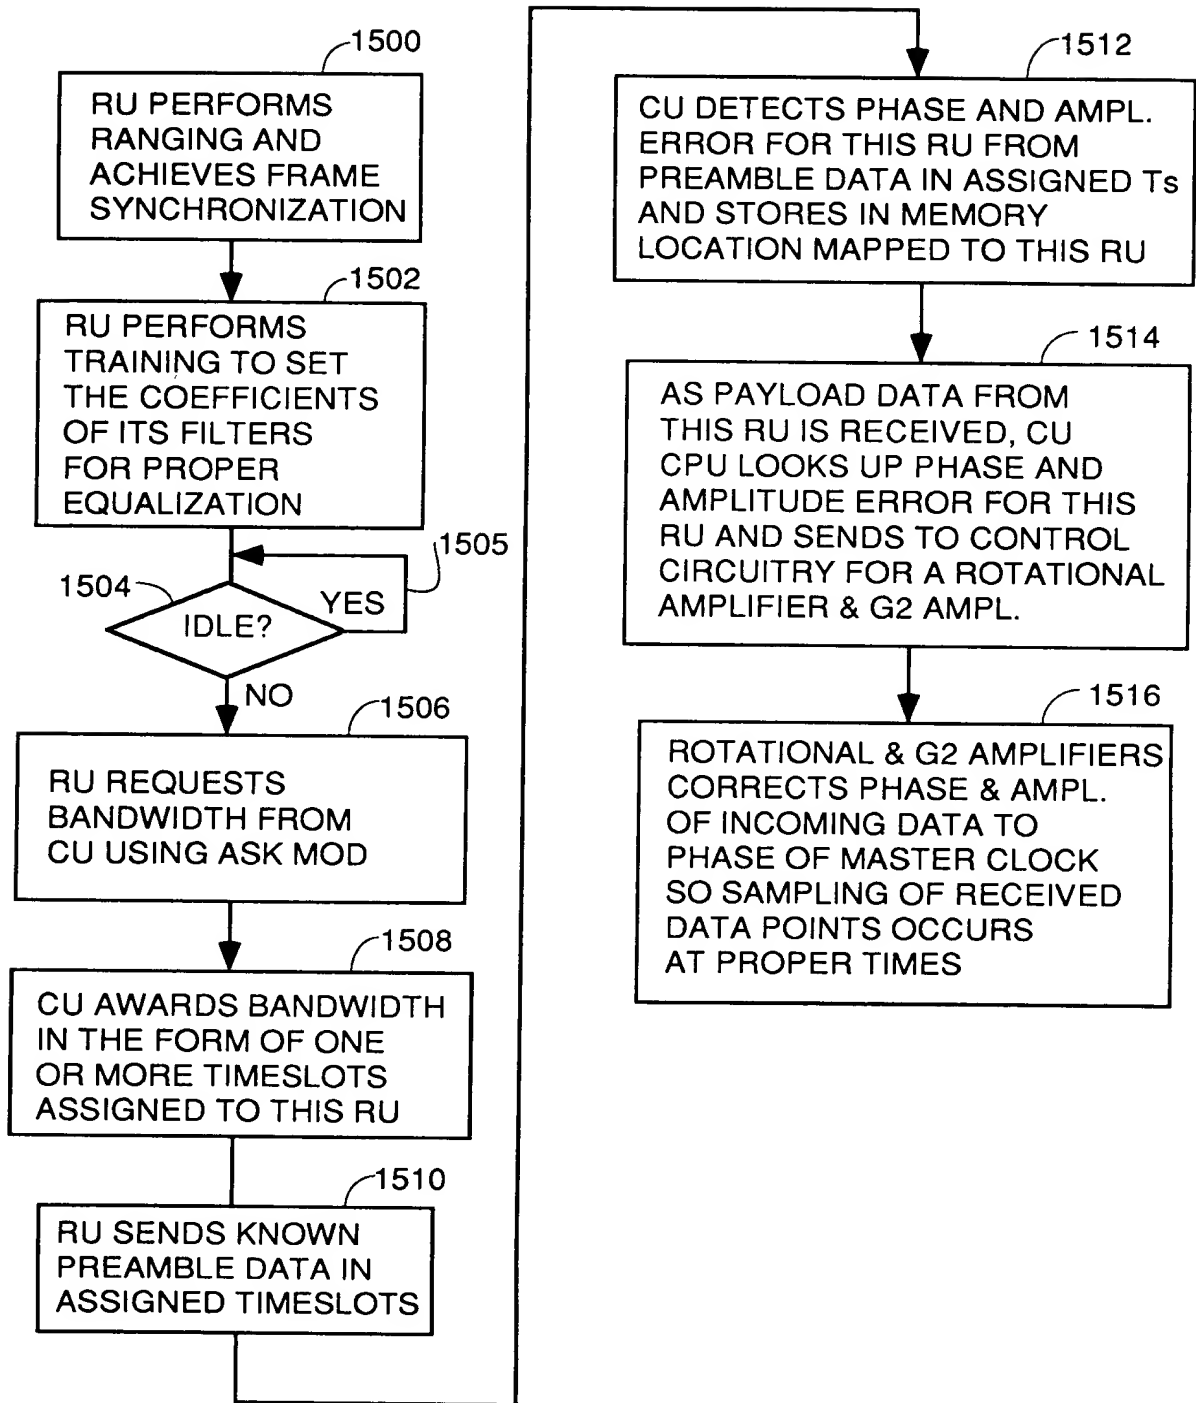 1500
RU PERFORMS
RANGING AND
ACHIEVES FRAME
SYNCHRONIZATION
1502
RU PERFORMS
TRAINING TO SET
THE COEFFICIENTS
OF ITS FILTERS
FOR PROPER
EQUALIZATION
1505
1504
YES
IDLE?
NO
1506
RU REQUESTS
BANDWIDTH FROM
CU USING ASK MOD
1508
CU AWARDS BANDWIDTH
IN THE FORM OF ONE
OR MORE TIMESLOTS
ASSIGNED TO THIS RU
1510
RU SENDS KNOWN
PREAMBLE DATA IN
ASSIGNED TIMESLOTS
1512
CU DETECTS PHASE AND AMPL.
ERROR FOR THIS RU FROM
PREAMBLE DATA IN ASSIGNED Ts
AND STORES IN MEMORY
LOCATION MAPPED TO THIS RU
1514
AS PAYLOAD DATA FROM
THIS RU IS RECEIVED, CU
CPU LOOKS UP PHASE AND
AMPLITUDE ERROR FOR THIS
RU AND SENDS TO CONTROL
CIRCUITRY FOR A ROTATIONAL
AMPLIFIER & G2 AMPL.
1516
ROTATIONAL & G2 AMPLIFIERS
CORRECTS PHASE & AMPL.
OF INCOMING DATA TO
PHASE OF MASTER CLOCK
SO SAMPLING OF RECEIVED
DATA POINTS OCCURS
AT PROPER TIMES